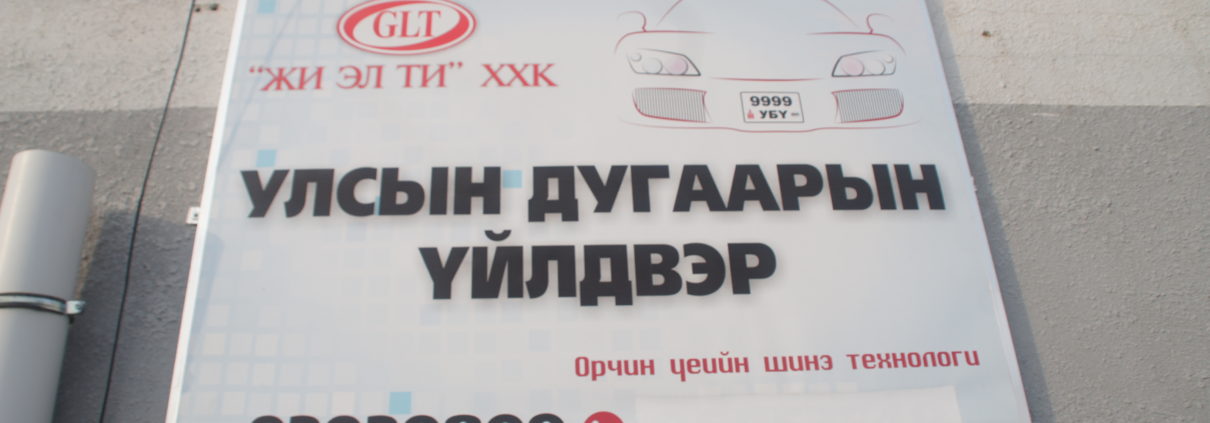 GLT
“ЖИ ЭЛ ТИ” ХХК
9999
УБҮ
УЛСЫН ДУГААРЫН
ҮЙЛДВЭР
Орчин үеийн шинэ технологи